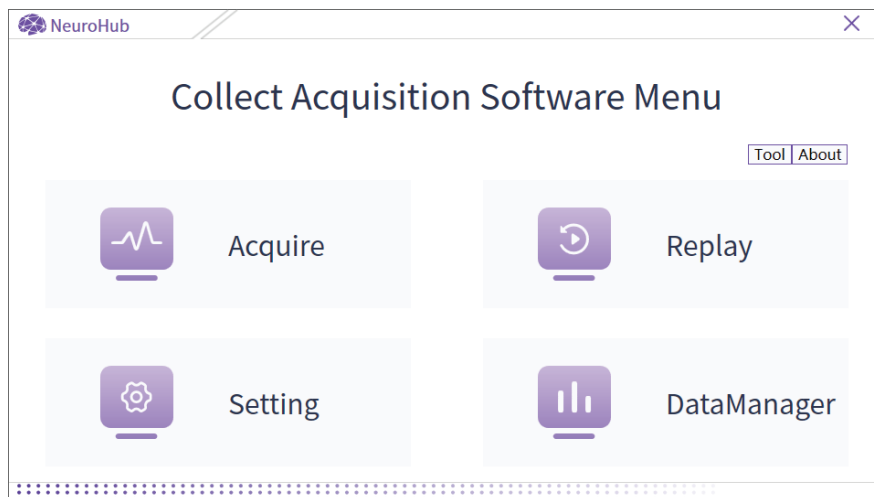 NeuroHub
Collect Acquisition Software Menu
Tool About
Acquire
Replay
Setting
DataManager